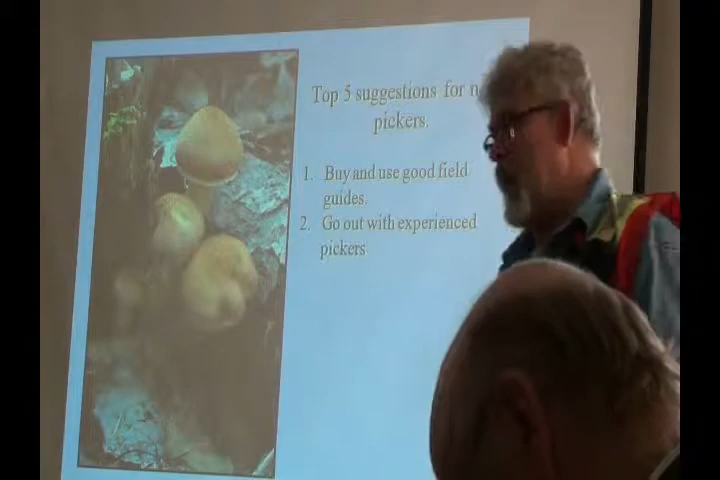 Top 5 suggestions for n
pickers.
1. Buy and use good field
guides.
2. Go out with experienced
pickers